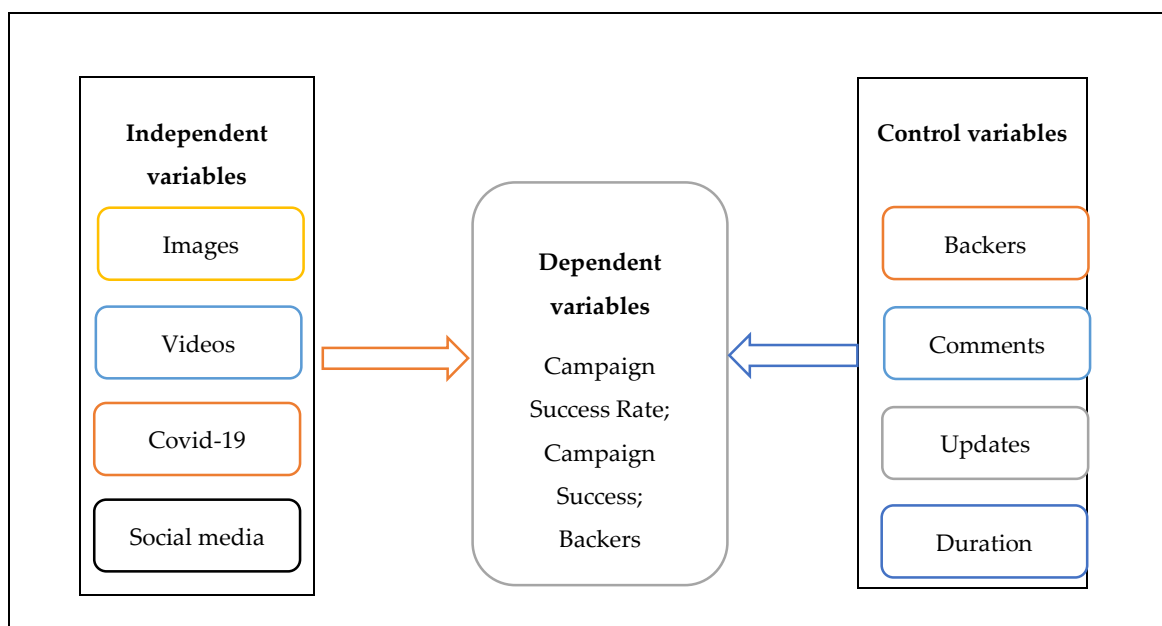 Independent
variables
Images
Videos
Covid-19
Social media
Dependent
variables
Campaign
Success Rate;
Campaign
Success;
Backers
Control variables
Backers
Comments
Updates
Duration